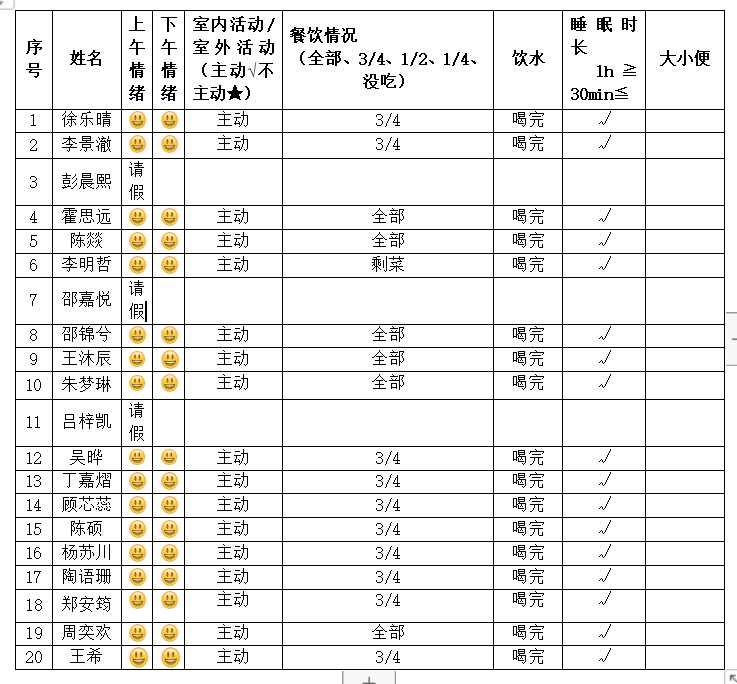 序号 姓名 上午情绪 下午情绪 室内活动/室外活动（主动√不主动★） 餐饮情况（全部、3/4、1/2、1/4、没吃） 饮水 睡眠时长 1h≧ 30min≦ 大小便
1 徐乐晴 😃 😃 主动 3/4 喝完 √
2 李景澈 😃 😃 主动 3/4 喝完 √
3 彭晨熙 请假
4 霍思远 😃 😃 主动 全部 喝完 √
5 陈燚 😃 😃 主动 全部 喝完 √
6 李明哲 😃 😃 主动 剩菜 喝完 √
7 邵嘉悦 请假
8 邵锦兮 😃 😃 主动 全部 喝完 √
9 王沐辰 😃 😃 主动 全部 喝完 √
10 朱梦琳 😃 😃 主动 全部 喝完 √
11 吕梓凯 请假
12 吴晔 😃 😃 主动 3/4 喝完 √
13 丁嘉熠 😃 😃 主动 3/4 喝完 √
14 顾芯蕊 😃 😃 主动 3/4 喝完 √
15 陈硕 😃 😃 主动 3/4 喝完 √
16 杨苏川 😃 😃 主动 3/4 喝完 √
17 陶语珊 😃 😃 主动 3/4 喝完 √
18 郑安筠 😃 😃 主动 3/4 喝完 √
19 周奕欢 😃 😃 主动 全部 喝完 √
20 王希 😃 😃 主动 3/4 喝完 √